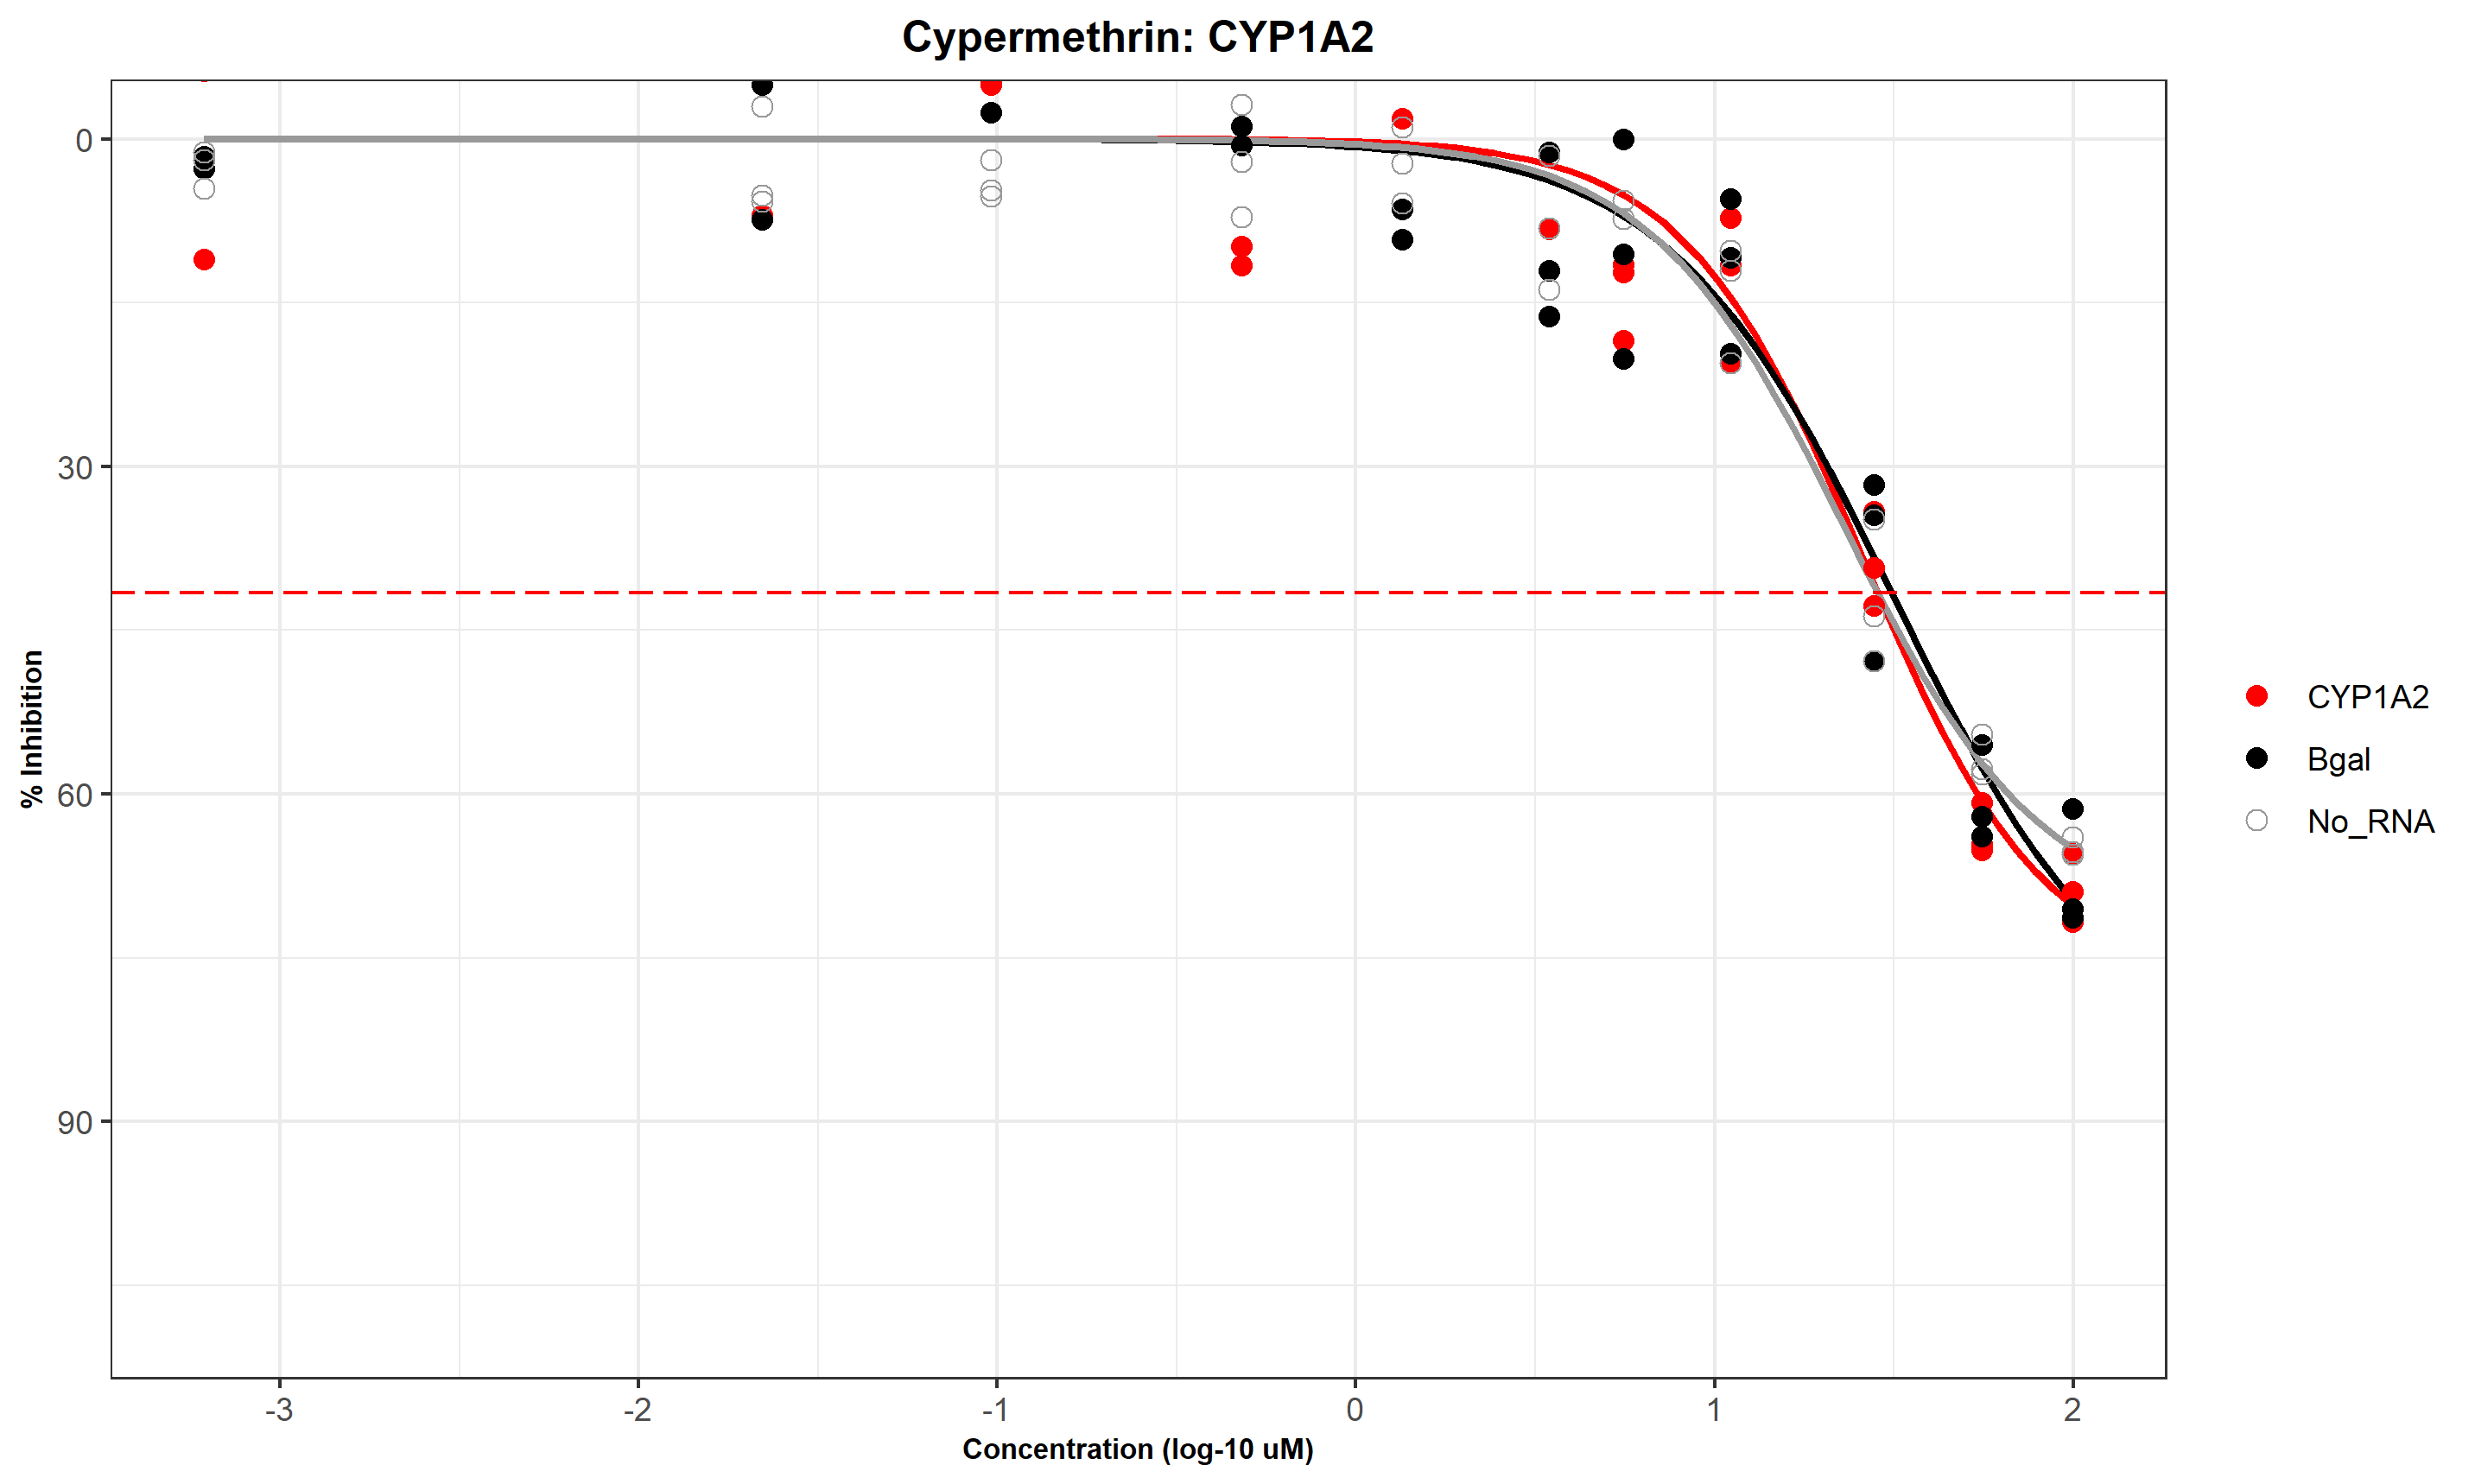 Cypermethrin: CYP1A2
0
30
60
90
% Inhibition
-3 -2 -1 0 1 2
Concentration (log-10 uM)
CYP1A2
Bgal
No_RNA